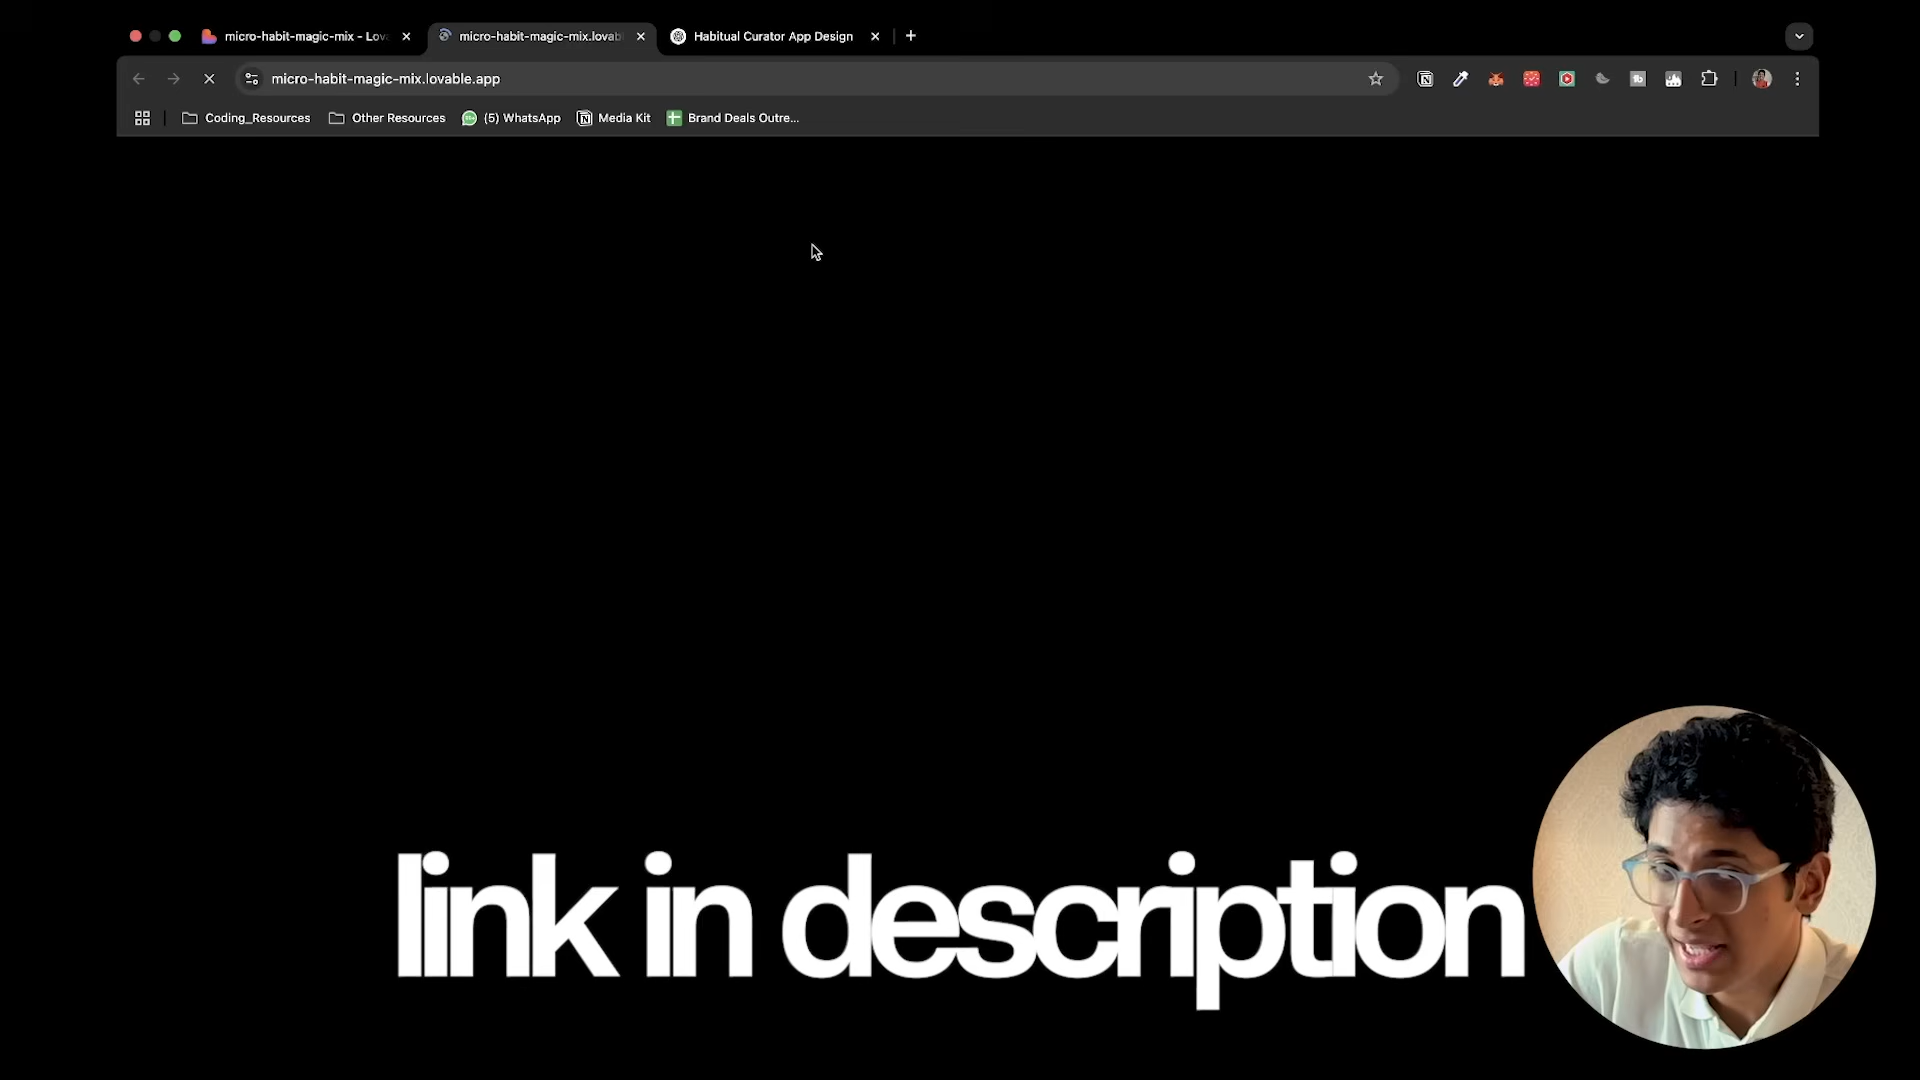 micro-habit-magic-mix - Lov
micro-habit-magic-mix.lovabl
Habitual Curator App Design
micro-habit-magic-mix.lovable.app
Coding_Resources
Other Resources
(5) WhatsApp
Media Kit
Brand Deals Outre...
link in description